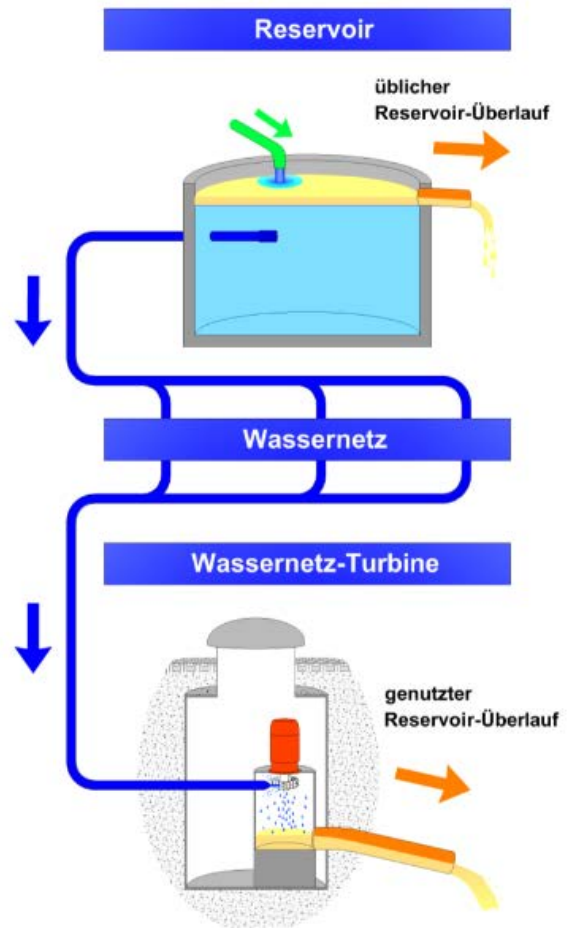 Reservoir
üblicher
Reservoir-Überlauf
Wassernetz
Wassernetz-Turbine
genutzter
Reservoir-Überlauf